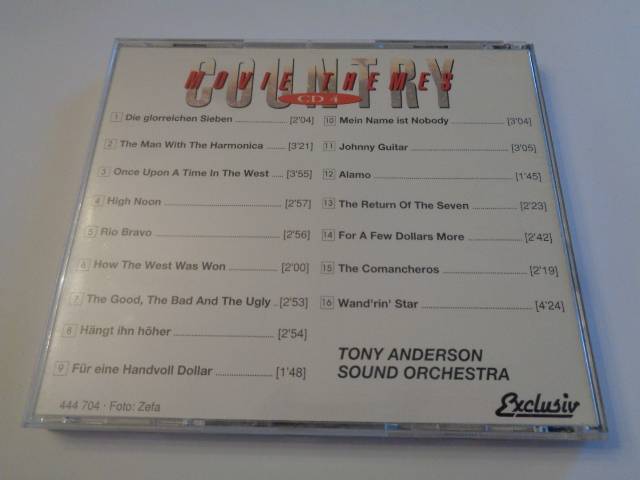 COUNTRY
MOVIE THEMES
CD 4
1 Die glorreichen Sieben [2'04]
2 The Man With The Harmonica [3'21]
3 Once Upon A Time In The West [3'55]
4 High Noon [2'57]
5 Rio Bravo [2'56]
6 How The West Was Won [2'00]
7 The Good, The Bad And The Ugly [2'53]
8 Hängt ihn höher [2'54]
9 Für eine Handvoll Dollar [1'48]
10 Mein Name ist Nobody [3'04]
11 Johnny Guitar [3'05]
12 Alamo [1'45]
13 The Return Of The Seven [2'23]
14 For A Few Dollars More [2'42]
15 The Comancheros [2'19]
16 Wand'rin' Star [4'24]
TONY ANDERSON
SOUND ORCHESTRA
444 704 · Foto: Zefa
Exclusiv